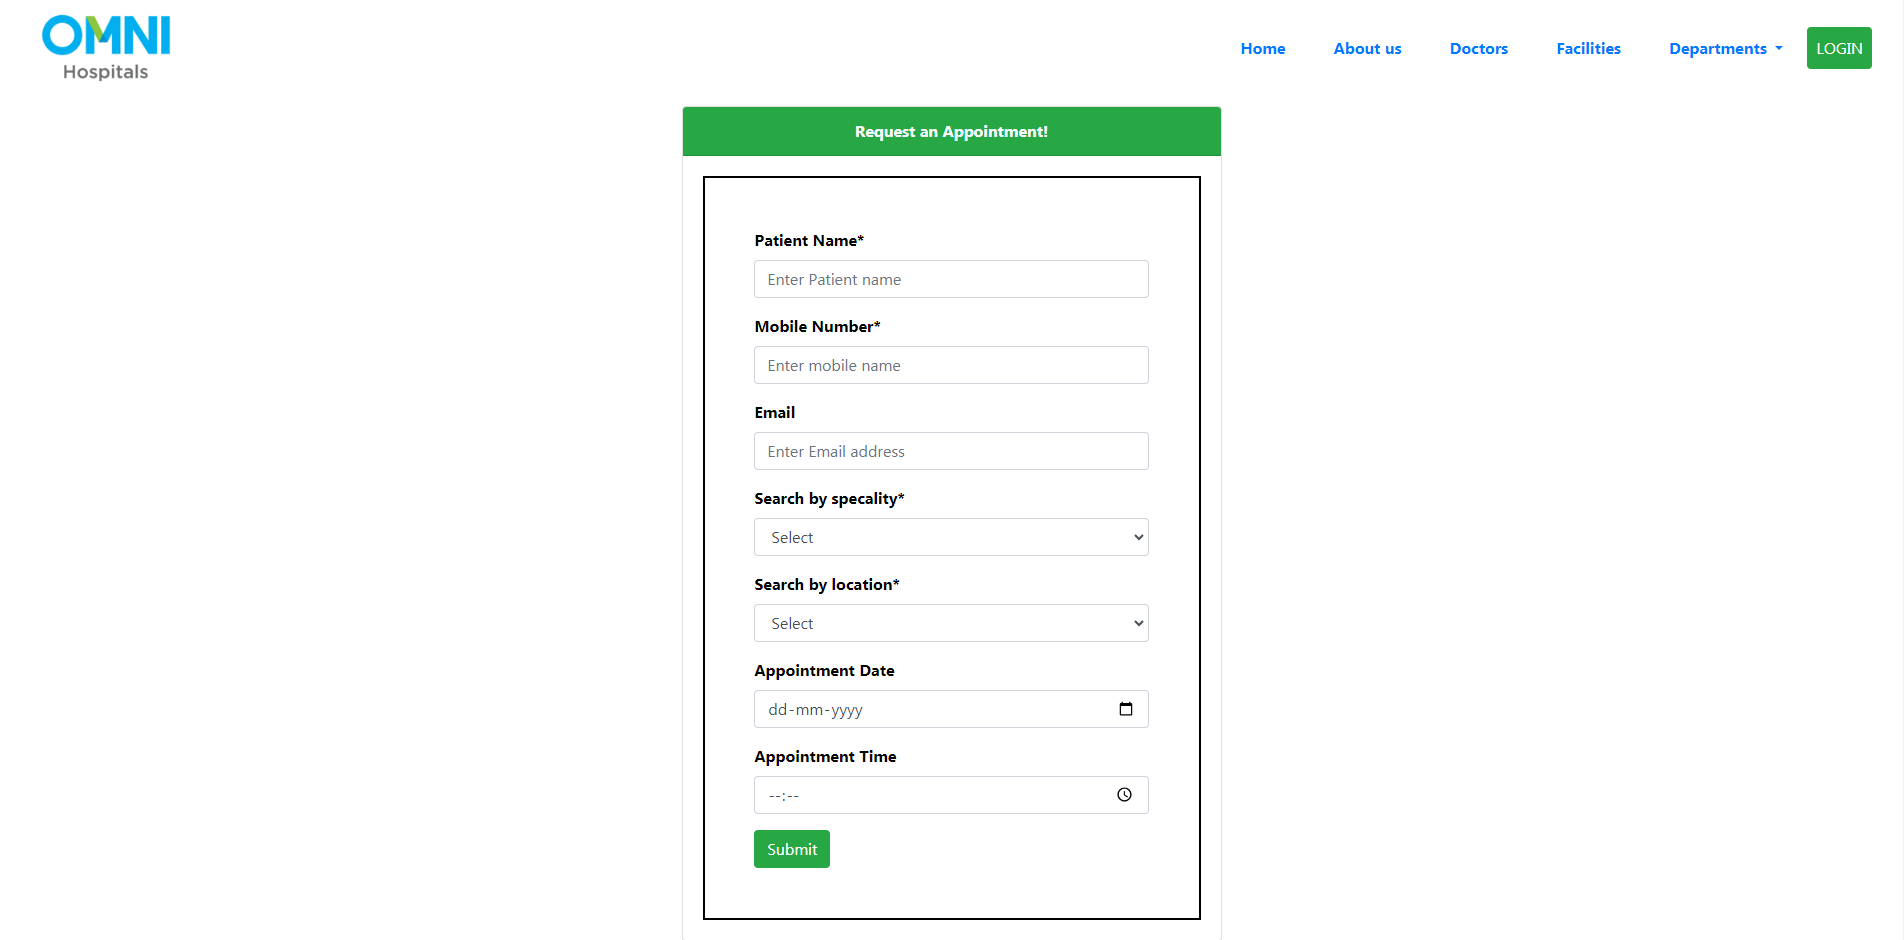 OMNI
Hospitals
Home About us Doctors Facilities Departments LOGIN
Request an Appointment!
Patient Name*
Enter Patient name
Mobile Number*
Enter mobile name
Email
Enter Email address
Search by specality*
Select
Search by location*
Select
Appointment Date
dd-mm-yyyy
Appointment Time
--:--
Submit